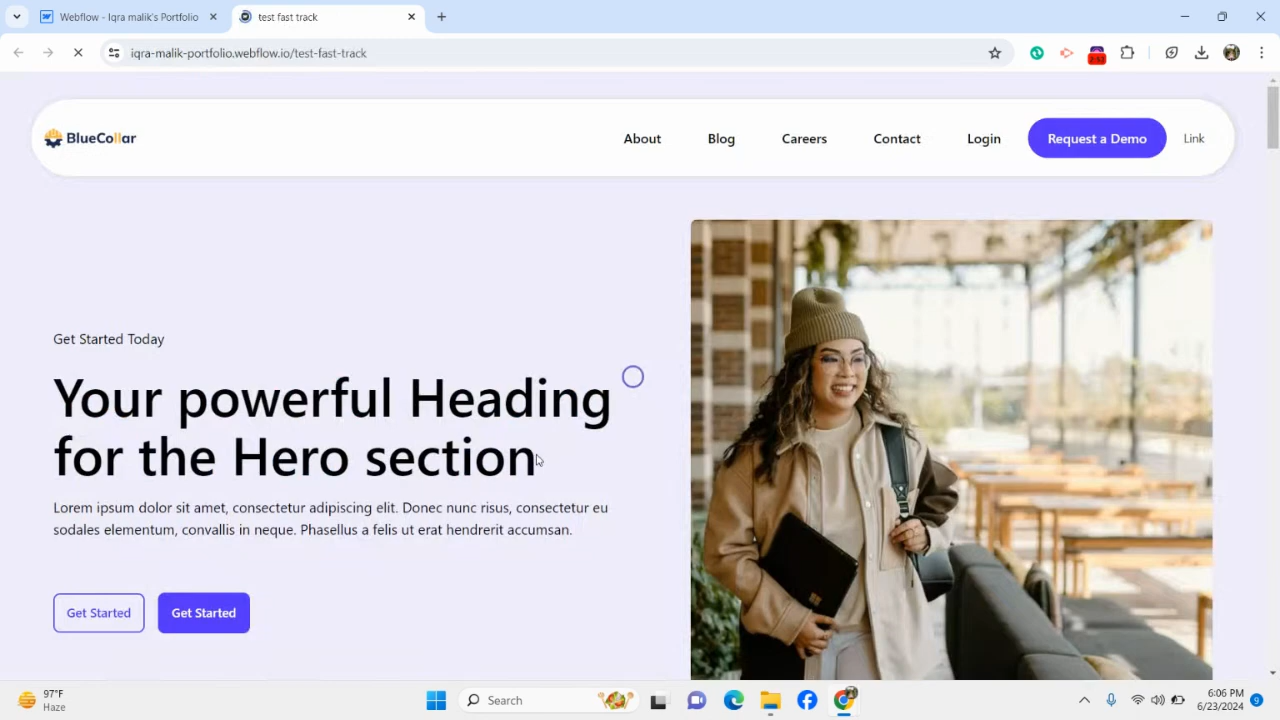 Webflow - Iqra malik's Portfolio
test fast track
iqra-malik-portfolio.webflow.io/test-fast-track
2:53
BlueCollar
About
Blog
Careers
Contact
Login
Request a Demo
Link
Get Started Today
Your powerful Heading
for the Hero section
Lorem ipsum dolor sit amet, consectetur adipiscing elit. Donec nunc risus, consectetur eu
sodales elementum, convallis in neque. Phasellus a felis ut erat hendrerit accumsan.
Get Started
Get Started
97°F
Haze
Search
6:06 PM
6/23/2024
9